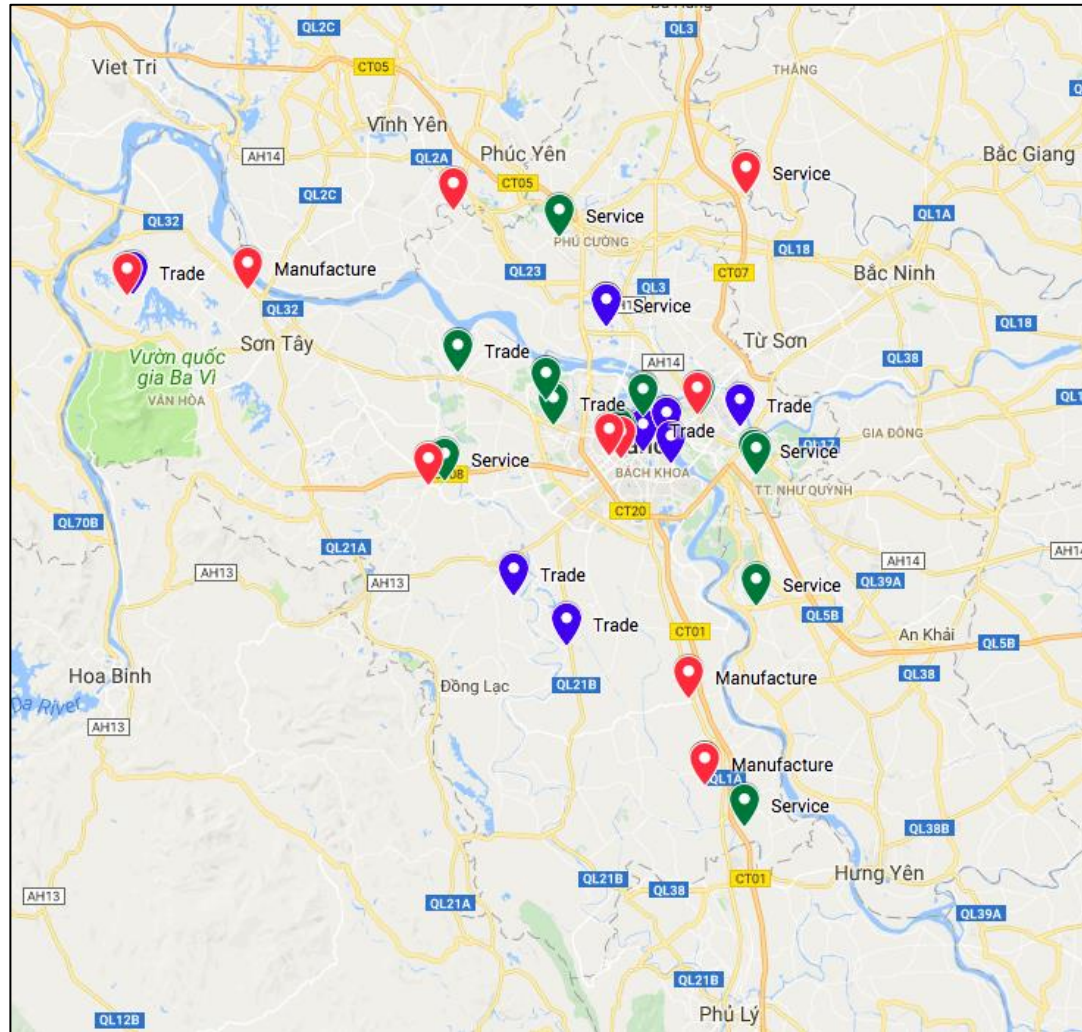 QL2C
QL3
Viet Tri
QL2C
CT05
THẮNG
Vĩnh Yên
AH14
QL2A
Phúc Yên
Bắc Giang
CT05
Service
QL2C
QL1A
QL32
Service
PHÚ CƯỜNG
QL18
Trade
Manufacture
QL23
QL3
CT07
Bắc Ninh
QL32
Service
QL18
Sơn Tây
Trade
Từ Sơn
Vườn quốc
gia Ba Vì
AH14
QL38
VÂN HÒA
Trade
Trade
Trade
GIA ĐÔNG
QL17
Service
BÁCH KHOA
Service
TT. NHƯ QUỲNH
QL70B
CT20
QL21A
AH14
AH13
AH13
Trade
AH14
QL39A
Service
QL5B
Trade
CT01
An Khải
QL5B
Hoa Binh
Đồng Lạc
QL21B
Manufacture
QL38
AH13
Manufacture
QL1A
Service
QL38B
Hưng Yên
AH13
QL21B
QL38
CT01
QL21A
QL39A
QL21B
QL12B
Phủ Lý